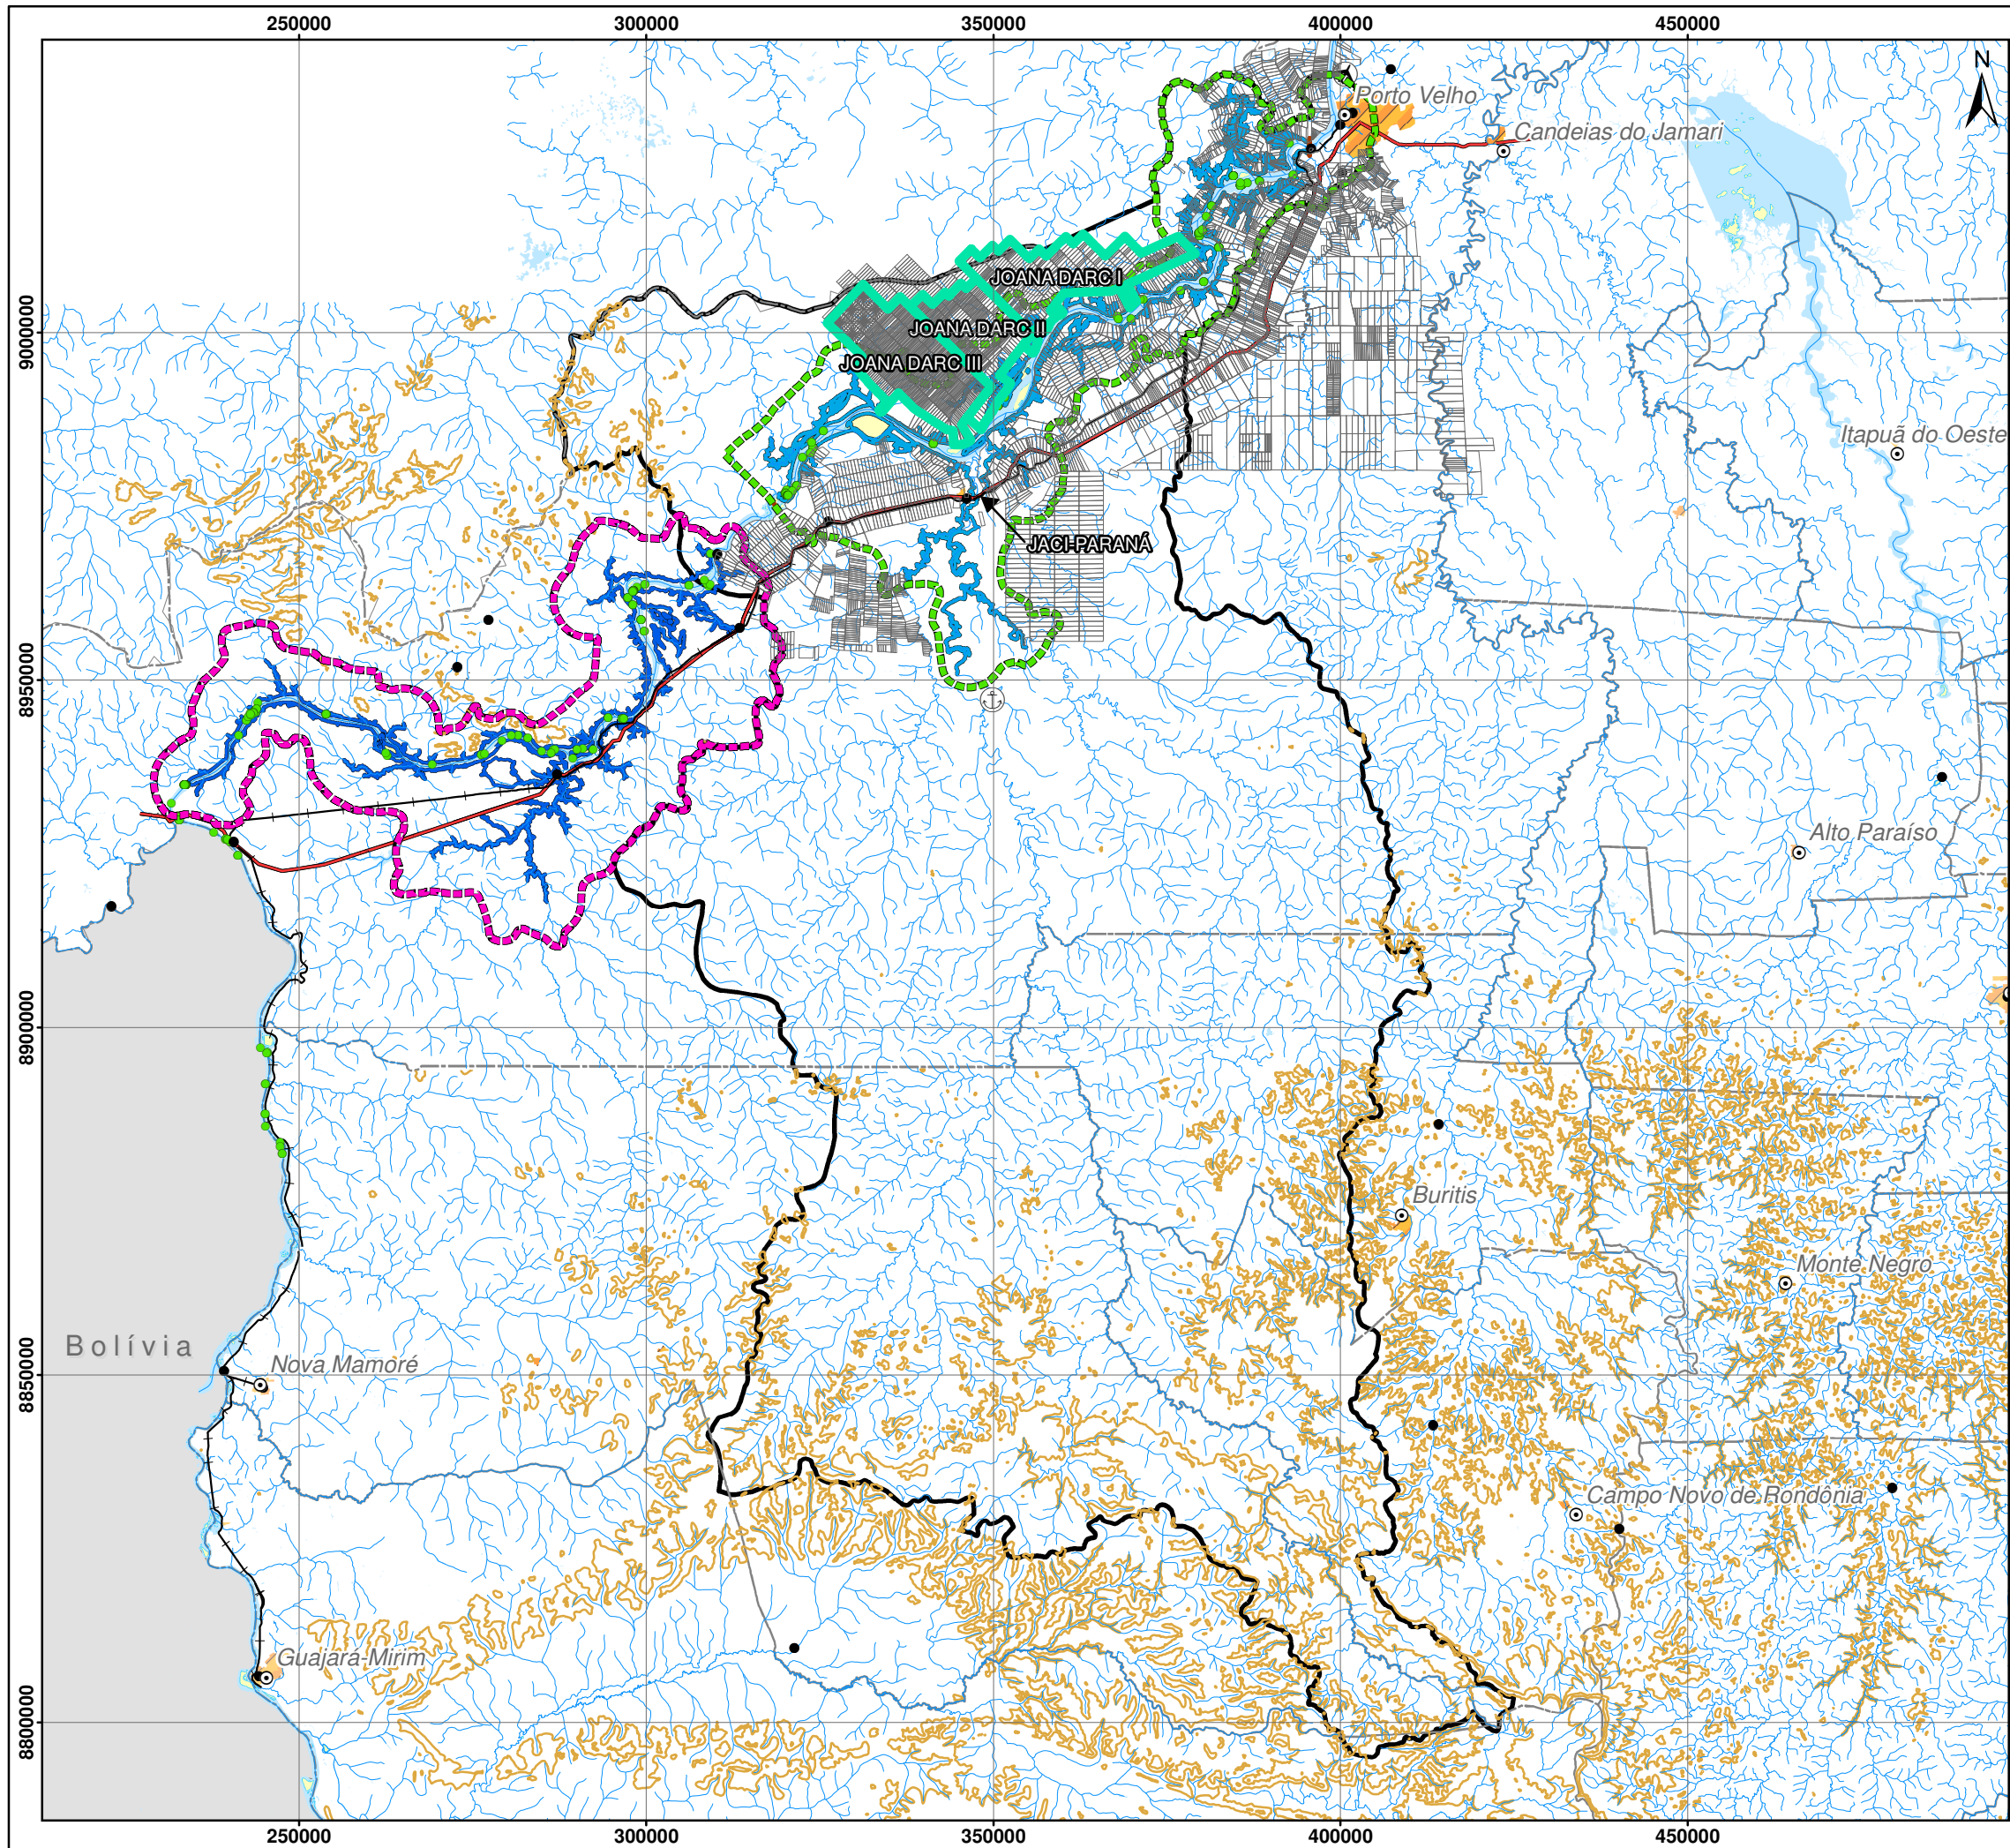 250000 300000 350000 400000 450000
N
Porto Velho
Candeias do Jamari
JOANA DARC I
JOANA DARC II
9000000
JOANA DARC III
Itapuã do Oeste
JACI-PARANÁ
8950000
Alto Paraíso
8900000
Buritis
Monte Negro
Bolívia
Nova Mamoré
8850000
Campo Novo de Rondônia
Guajará-Mirim
8800000
250000 300000 350000 400000 450000